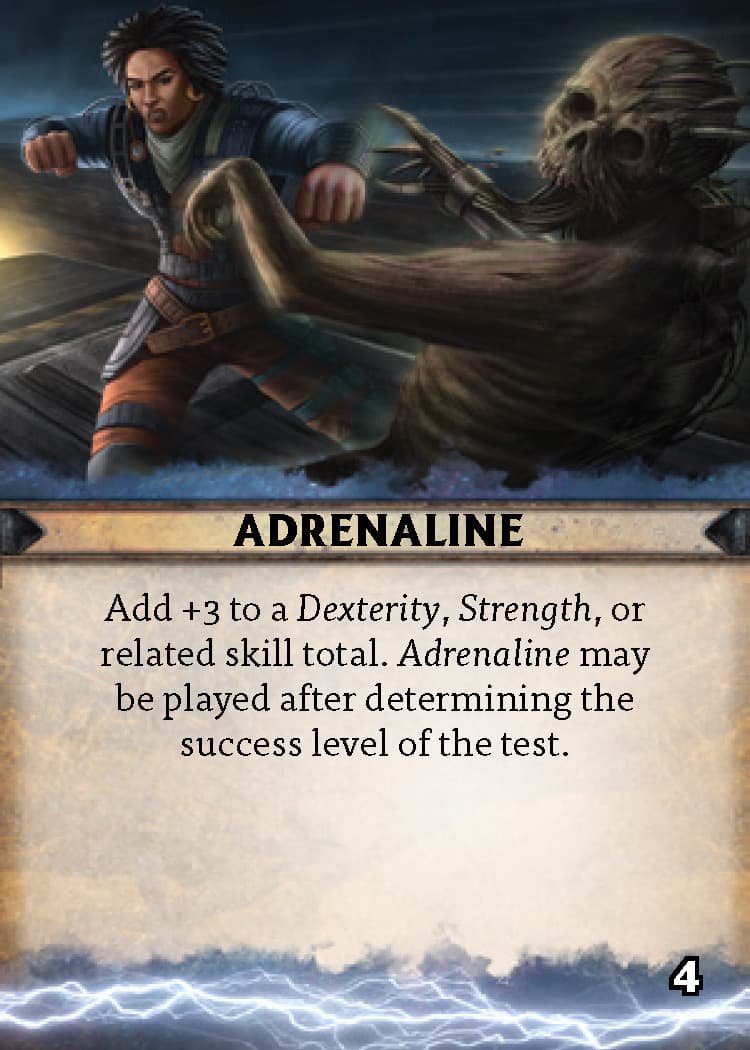 ADRENALINE
Add +3 to a Dexterity, Strength, or
related skill total. Adrenaline may
be played after determining the
success level of the test.
4